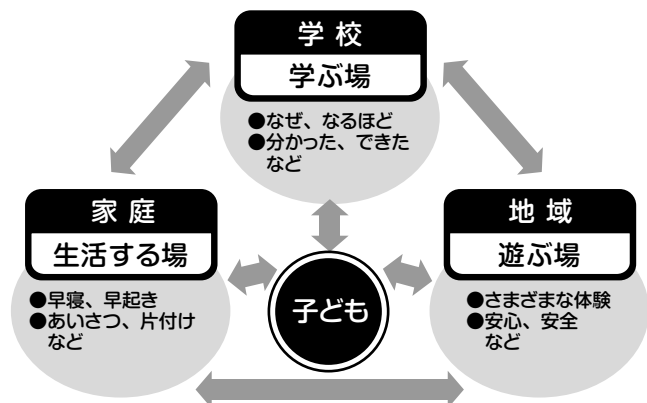 学校
学ぶ場
●なぜ、なるほど
●分かった、できた
など
家庭
生活する場
●早寝、早起き
●あいさつ、片付け
など
子ども
地域
遊ぶ場
●さまざまな体験
●安心、安全
など